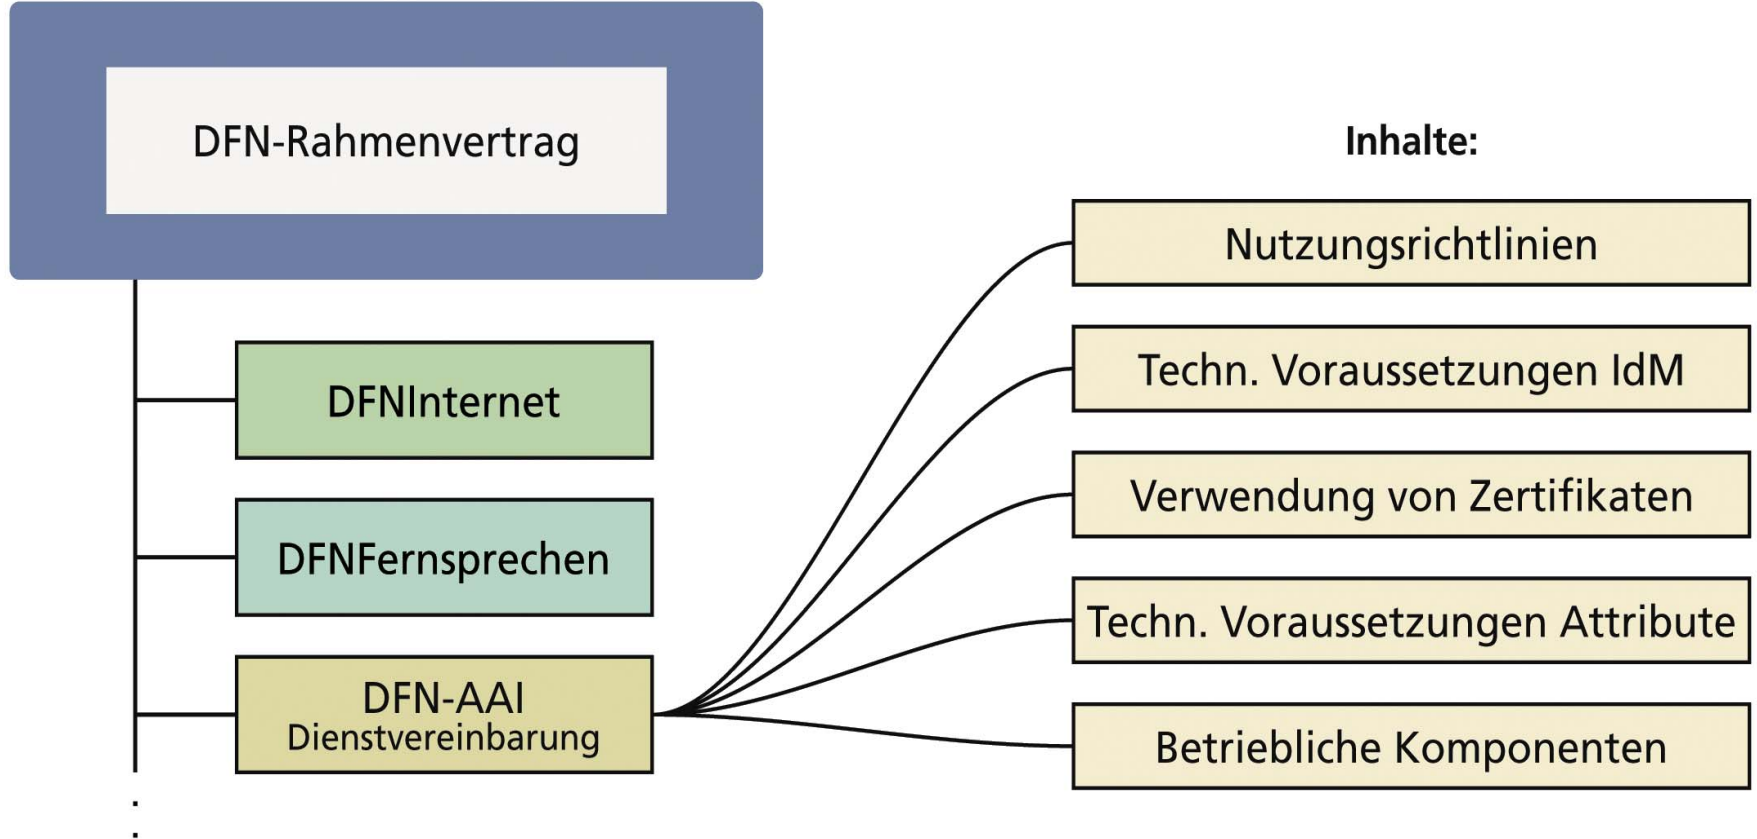 DFN-Rahmenvertrag
DFNInternet
DFNFernsprechen
DFN-AAI
Dienstvereinbarung
Inhalte:
Nutzungsrichtlinien
Techn. Voraussetzungen IdM
Verwendung von Zertifikaten
Techn. Voraussetzungen Attribute
Betriebliche Komponenten